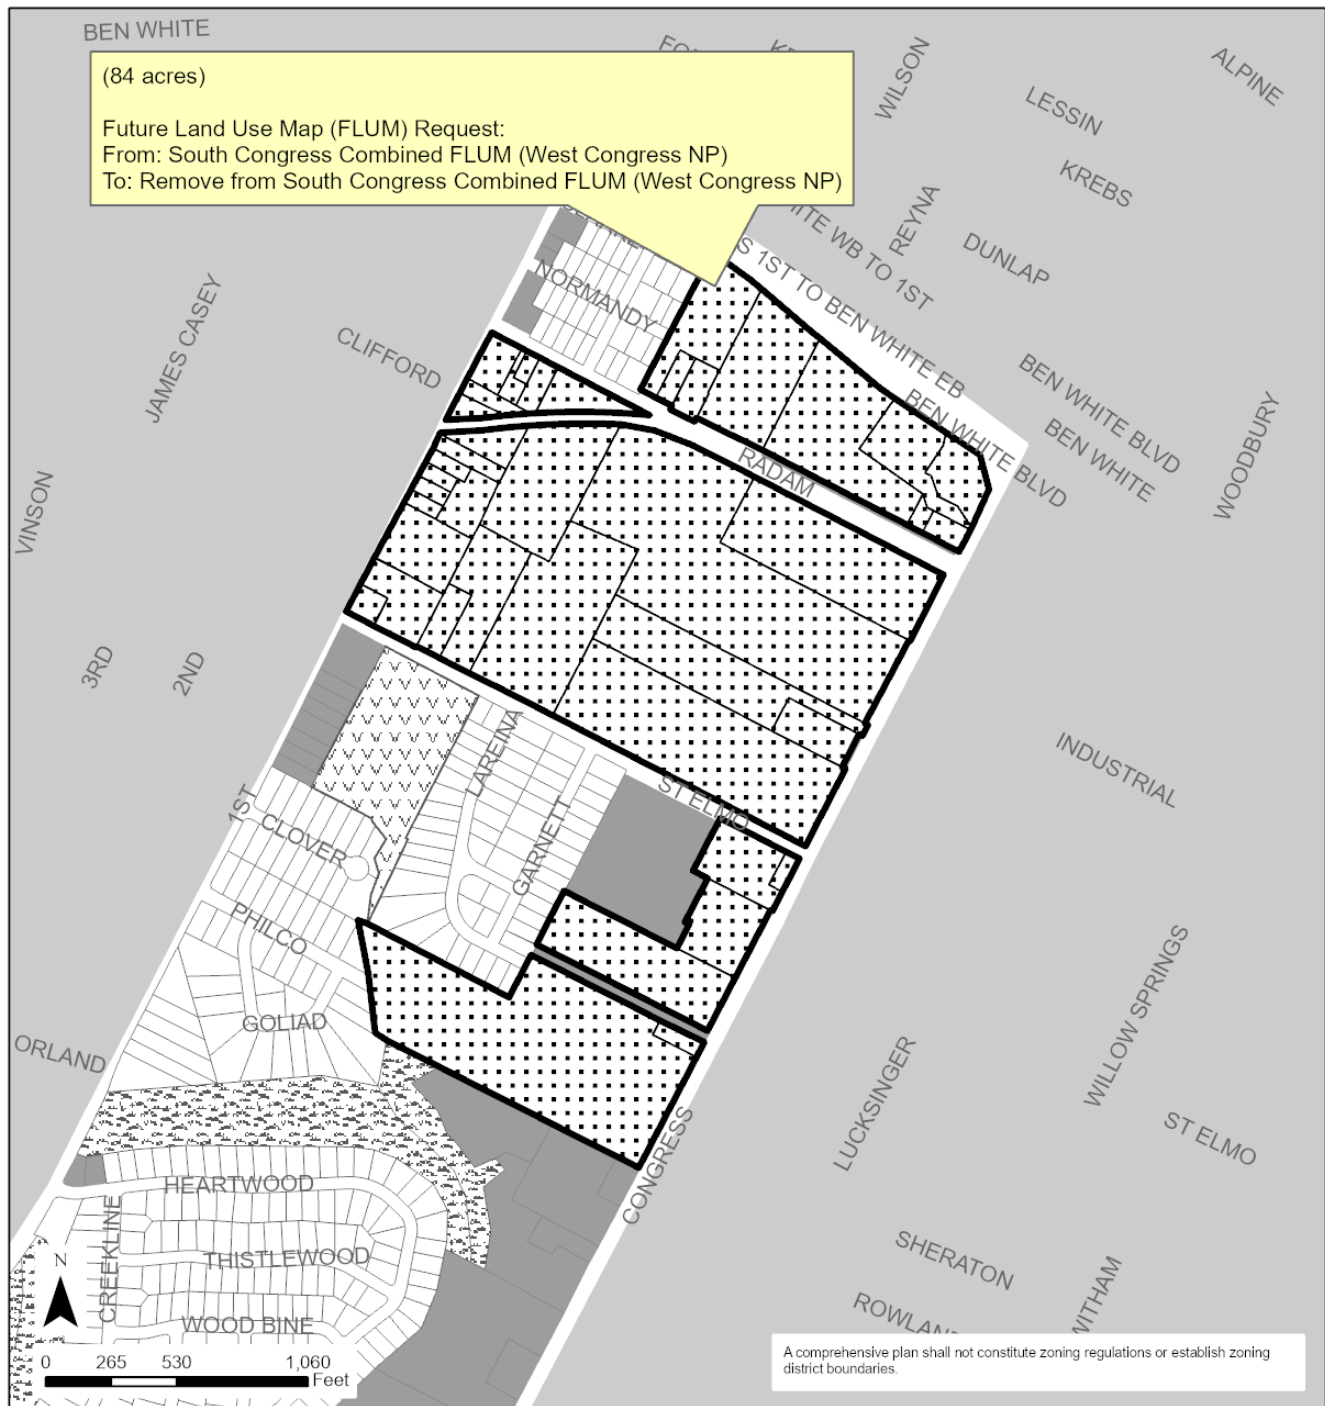 BEN WHITE
(84 acres)
Future Land Use Map (FLUM) Request:
From: South Congress Combined FLUM (West Congress NP)
To: Remove from South Congress Combined FLUM (West Congress NP)
WILSON
ALPINE
LESSIN
KREBS
REYNA
DUNLAP
WB TO 1ST
S 1ST TO BEN WHITE EB
NORMANDY
JAMES CASEY
CLIFFORD
BEN WHITE BLVD
BEN WHITE BLVD
BEN WHITE
WOODBURY
RADAM
VINSON
3RD
2ND
LAREINA
INDUSTRIAL
ST ELMO
1ST
CLOVER
GARNETT
PHILCO
GOLIAD
ORLAND
WILLOW SPRINGS
LUCKSINGER
ST ELMO
CONGRESS
HEARTWOOD
CREEKLINE
THISTLEWOOD
SHERATON
WITHAM
WOOD BINE
N
0 265 530 1,060
Feet
A comprehensive plan shall not constitute zoning regulations or establish zoning
district boundaries.